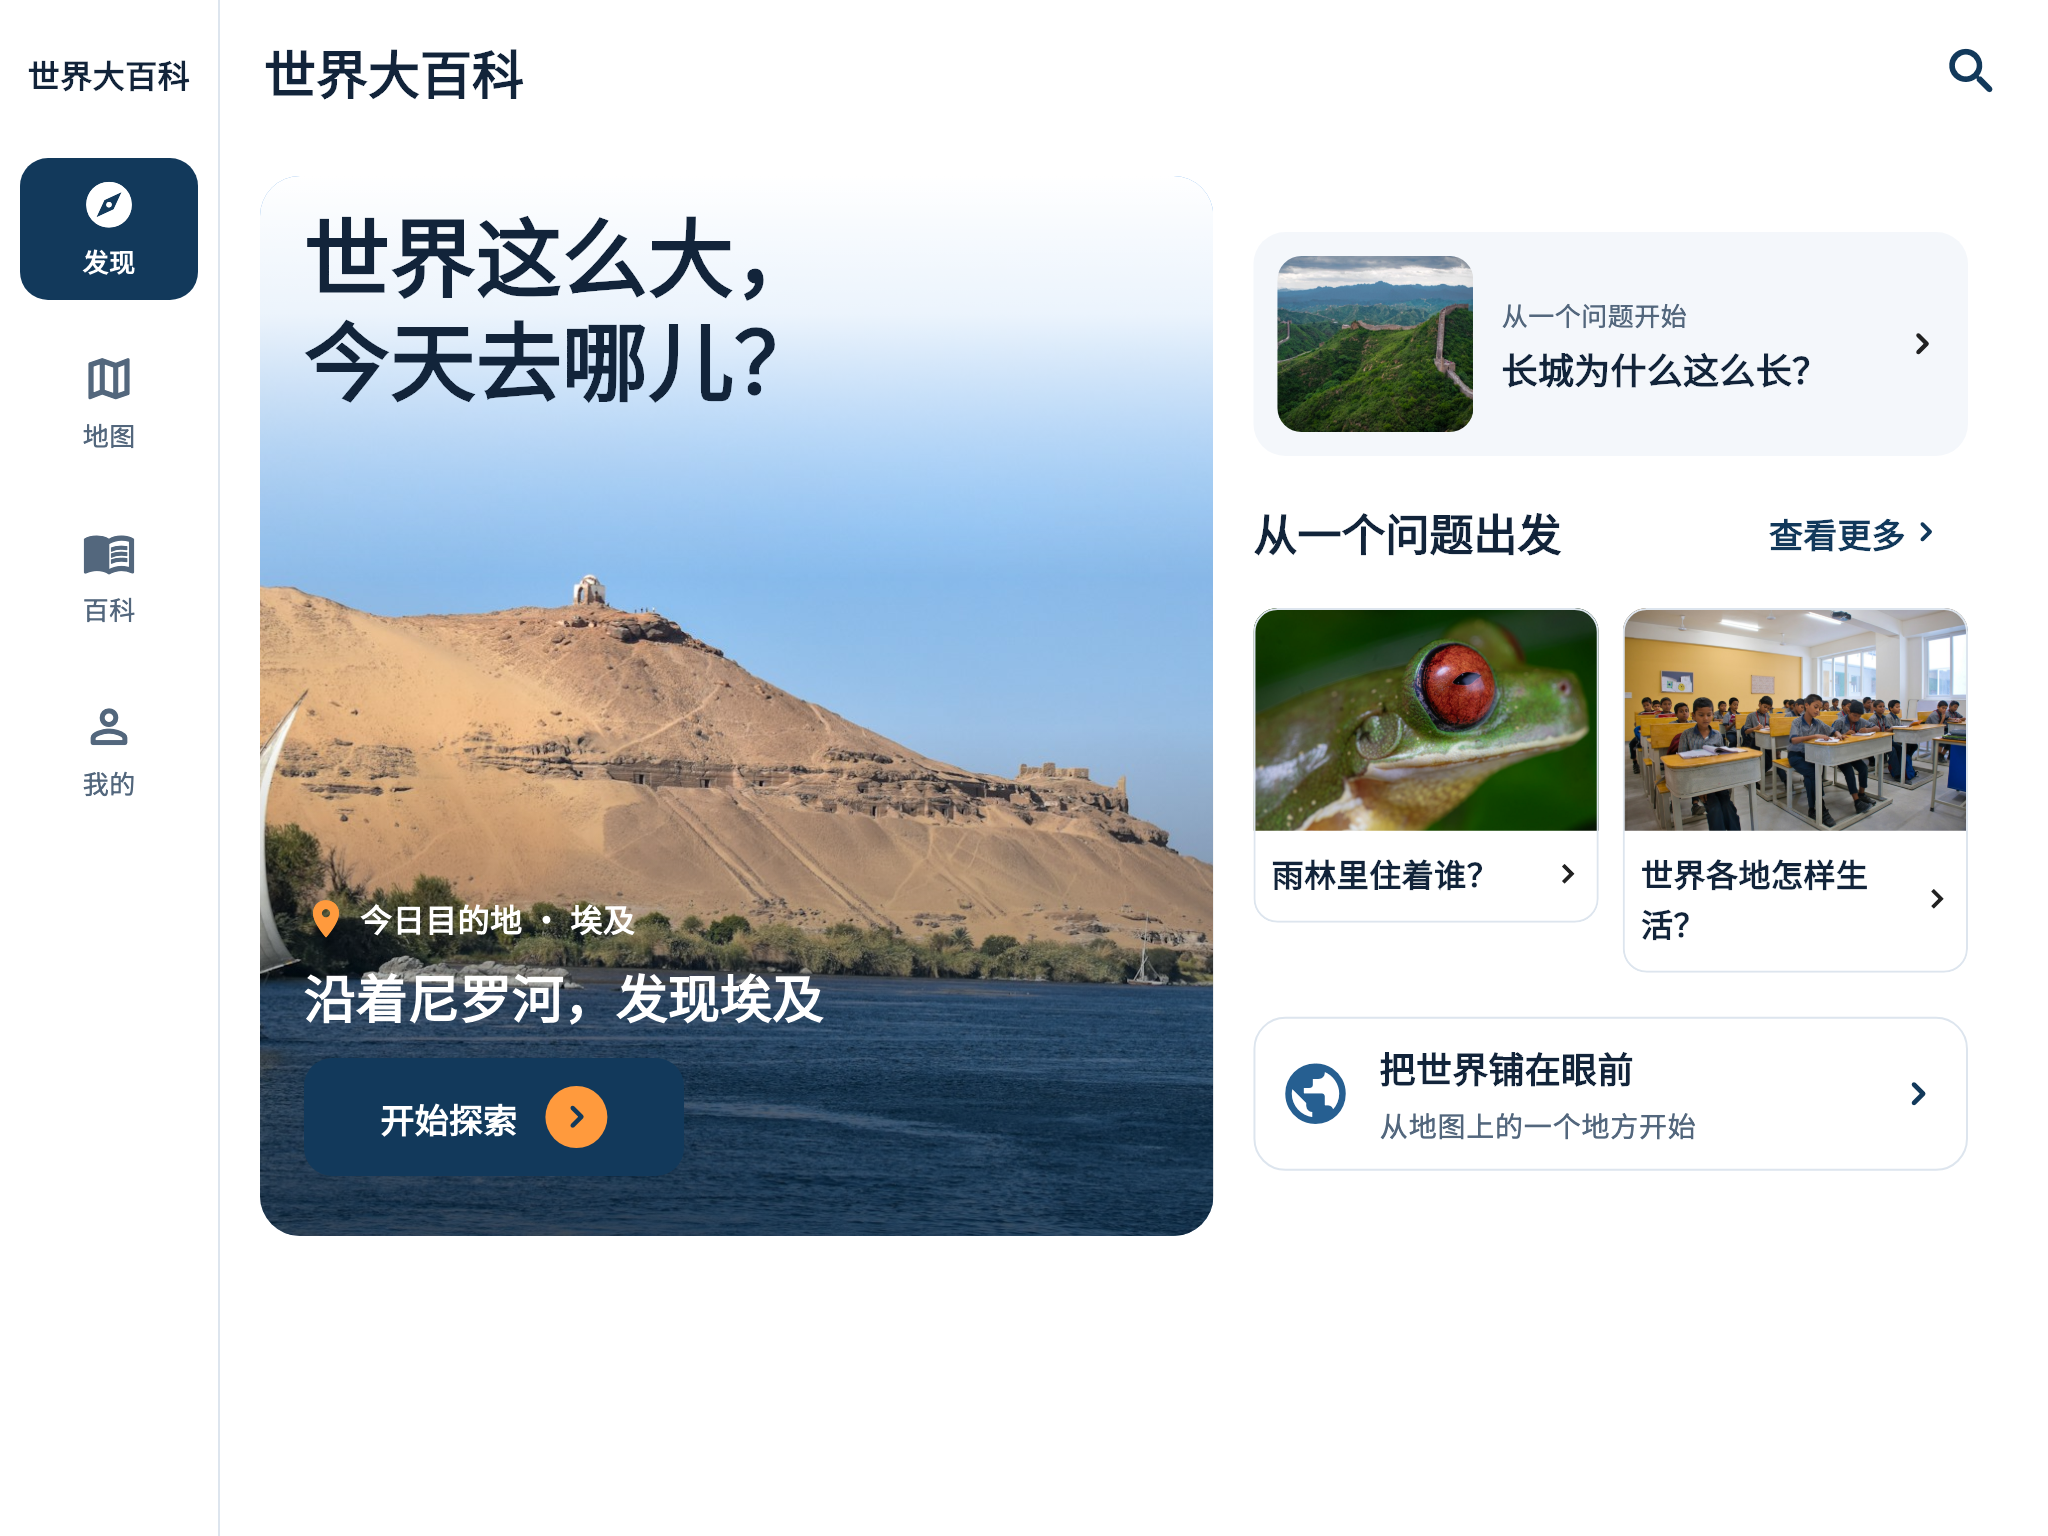 世界大百科
发现
地图
百科
我的
世界大百科
世界这么大，
今天去哪儿？
今日目的地 · 埃及
沿着尼罗河，发现埃及
开始探索
从一个问题开始
长城为什么这么长？
从一个问题出发
查看更多
雨林里住着谁？
世界各地怎样生
活？
把世界铺在眼前
从地图上的一个地方开始